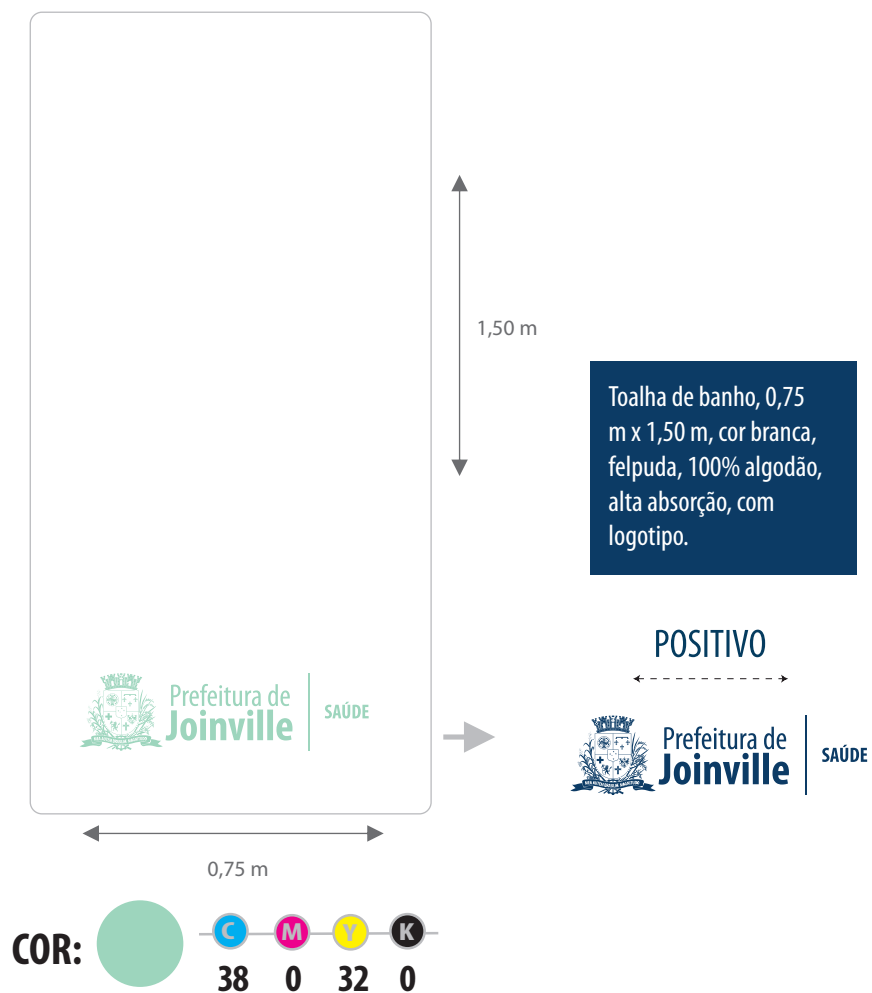 1,50 m
Toalha de banho, 0,75
m x 1,50 m, cor branca,
felpuda, 100% algodão,
alta absorção, com
logotipo.
POSITIVO
Prefeitura de
Joinville
SAÚDE
Prefeitura de
Joinville
SAÚDE
0,75 m
COR:
C M Y K
38 0 32 0